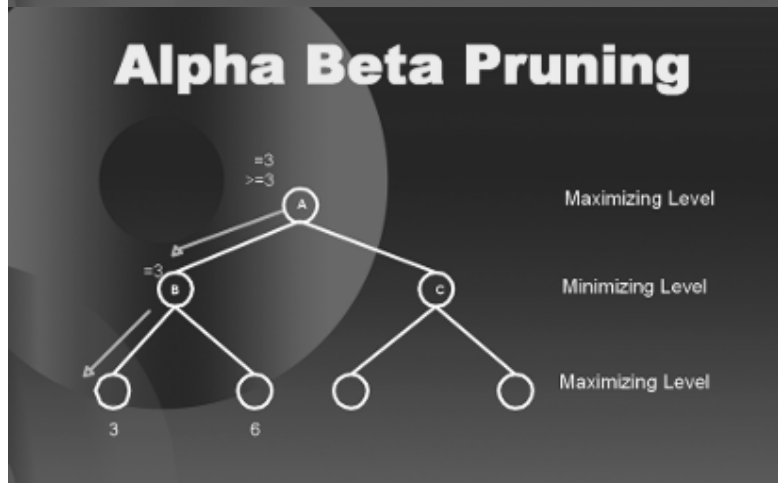 Alpha Beta Pruning
=3
>=3
A
Maximizing Level
=3
B
C
Minimizing Level
Maximizing Level
3
6